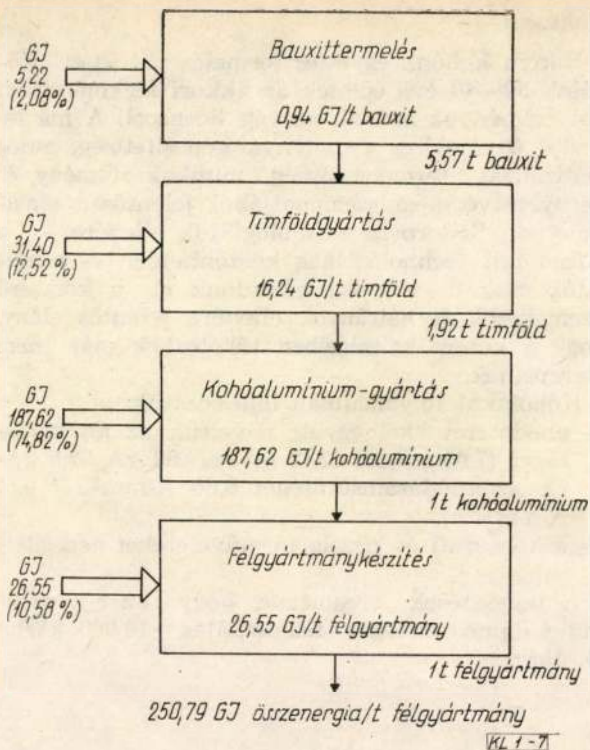 GJ
5,22
(2,08%)
Bauxittermelés
0,94 GJ/t bauxit
5,57 t bauxit
GJ
31,40
(12,52%)
Timföldgyártás
16,24 GJ/t timföld
1,92 t timföld
GJ
187,62
(74,82%)
Kohóalumínium-gyártás
187,62 GJ/t kohóalumínium
1 t kohóalumínium
GJ
26,55
(10,58%)
Félgyártmánykészítés
26,55 GJ/t félgyártmány
1 t félgyártmány
250,79 GJ összenergia/t félgyártmány
KL 1-7